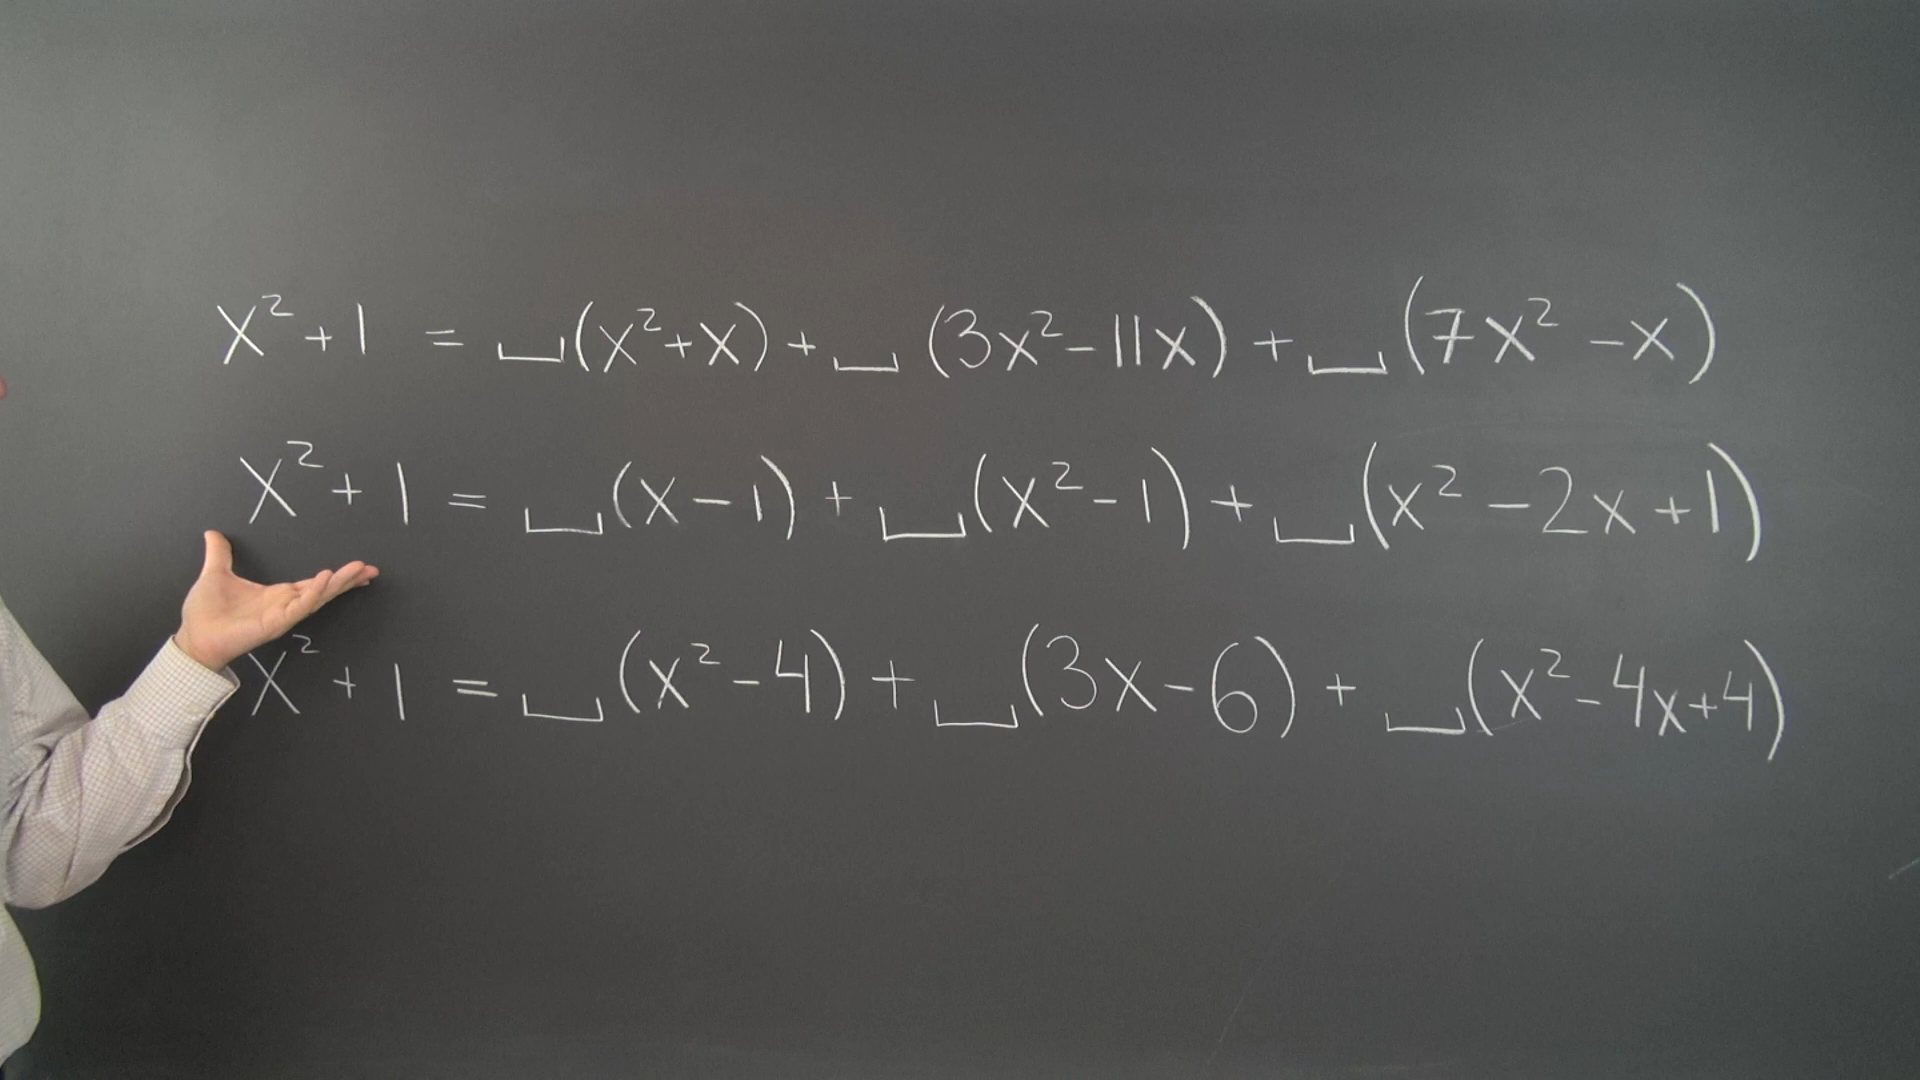 x² + 1 = ⎵(x² + x) + ⎵(3x² - 11x) + ⎵(7x² - x)
x² + 1 = ⎵(x - 1) + ⎵(x² - 1) + ⎵(x² - 2x + 1)
x² + 1 = ⎵(x² - 4) + ⎵(3x - 6) + ⎵(x² - 4x + 4)